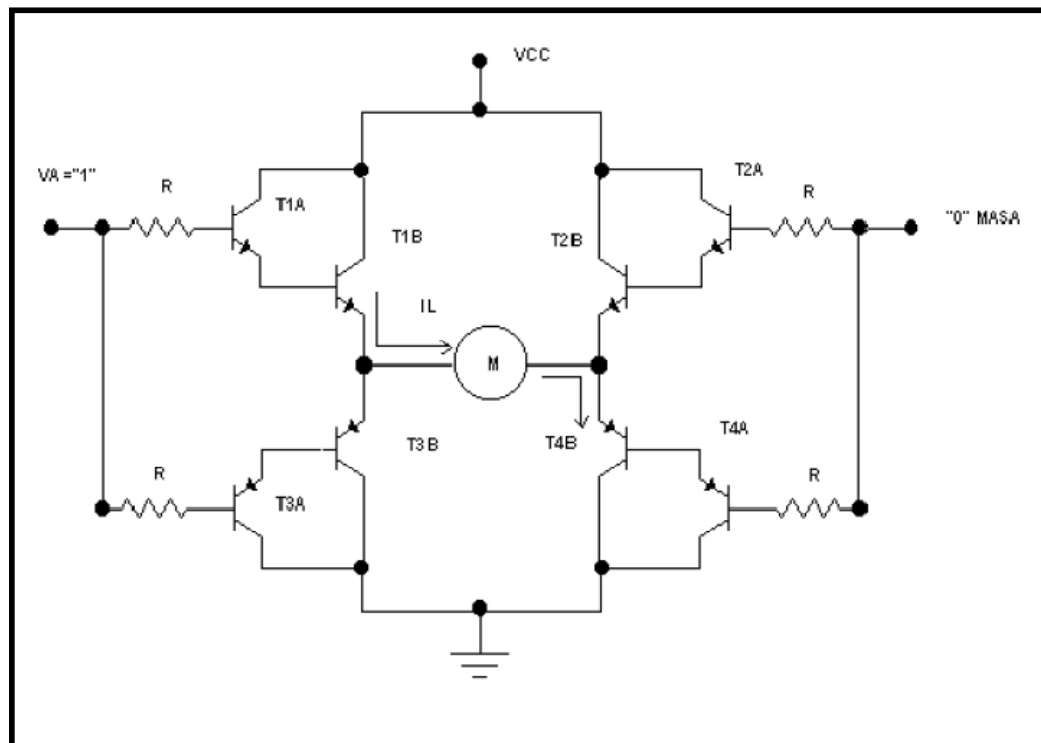 VCC
VA ="1"
R
T1A
T2A
R
"0" MASA
T1B
T2B
IL
M
T3B
T4B
T4A
R
T3A
R